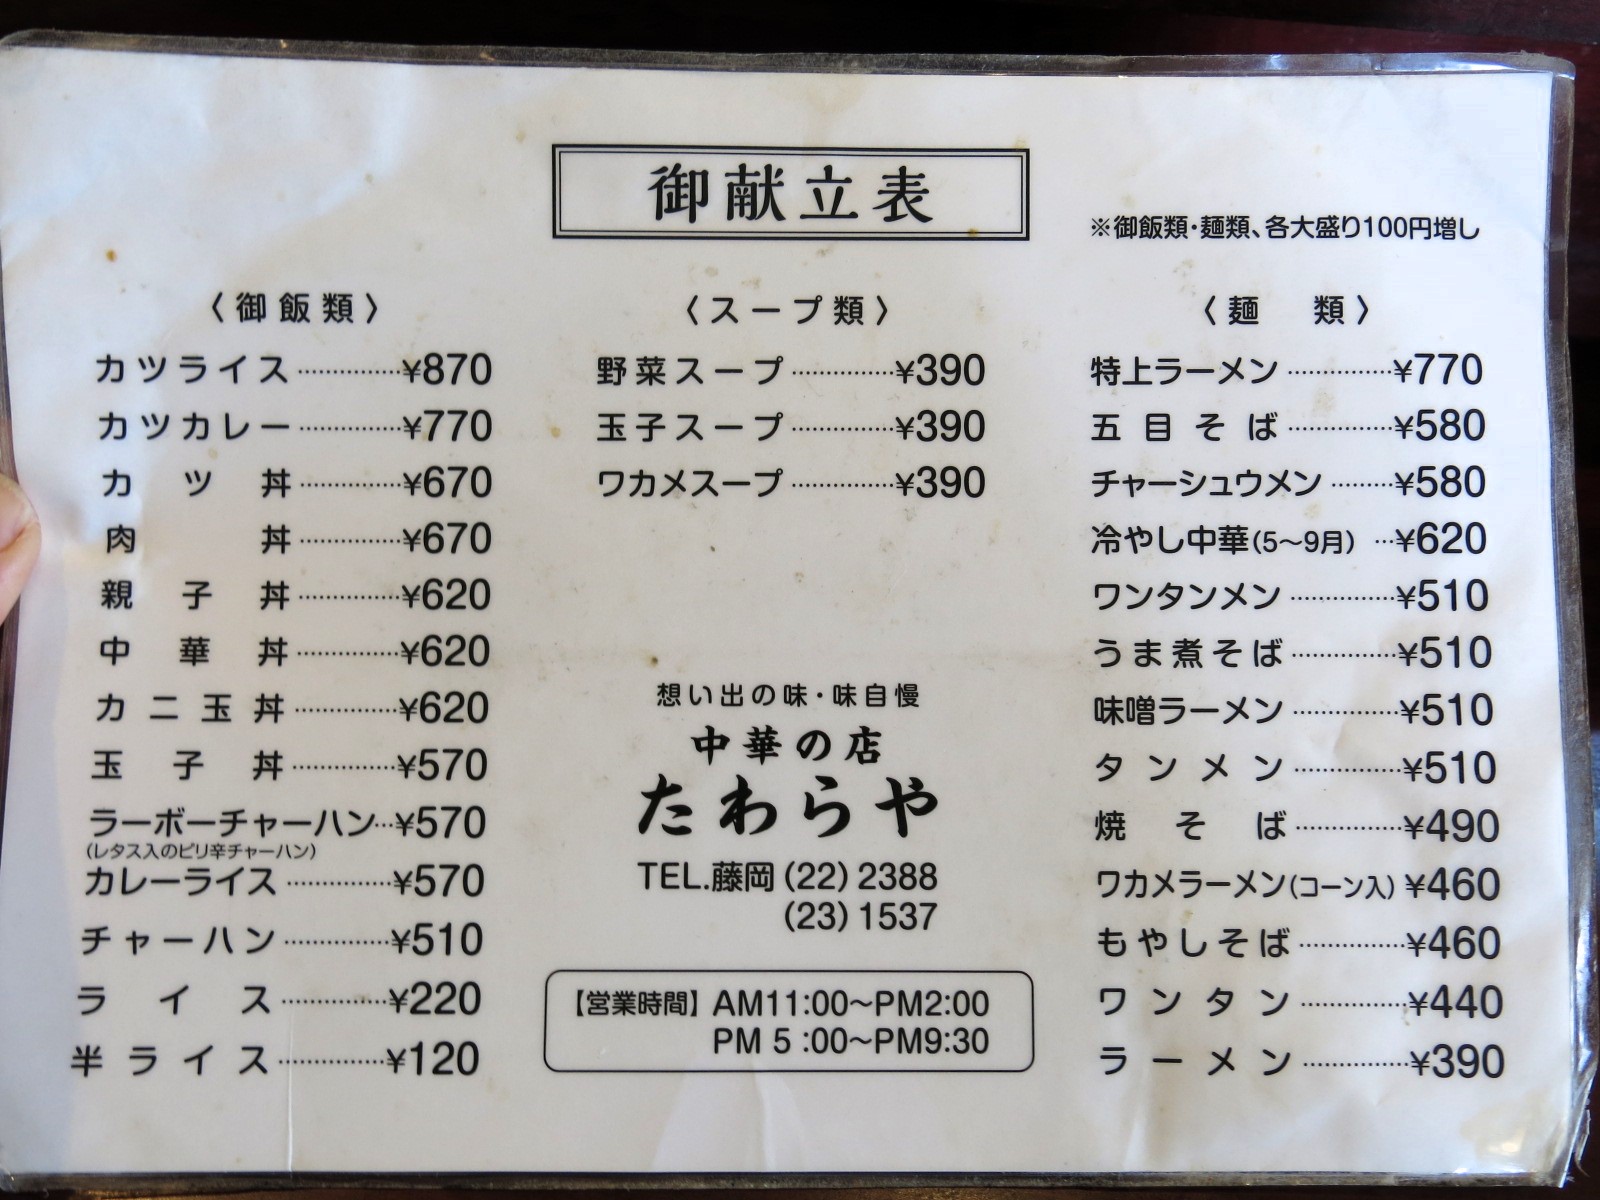 御献立表
※御飯類・麺類、各大盛り100円増し
〈御飯類〉
カツライス…………¥870
カツカレー…………¥770
カツ丼…………¥670
肉丼…………¥670
親子丼…………¥620
中華丼…………¥620
カニ玉丼…………¥620
玉子丼…………¥570
ラーボーチャーハン…¥570
(レタス入のピリ辛チャーハン)
カレーライス…………¥570
チャーハン…………¥510
ライス…………¥220
半ライス…………¥120
〈スープ類〉
野菜スープ…………¥390
玉子スープ…………¥390
ワカメスープ…………¥390
想い出の味・味自慢
中華の店
たわらや
TEL.藤岡(22)2388
(23)1537
【営業時間】AM11:00〜PM2:00
PM 5:00〜PM9:30
〈麺類〉
特上ラーメン…………¥770
五目そば…………¥580
チャーシュウメン………¥580
冷やし中華(5〜9月)…¥620
ワンタンメン…………¥510
うま煮そば…………¥510
味噌ラーメン…………¥510
タンメン…………¥510
焼そば…………¥490
ワカメラーメン(コーン入)¥460
もやしそば…………¥460
ワンタン…………¥440
ラーメン…………¥390